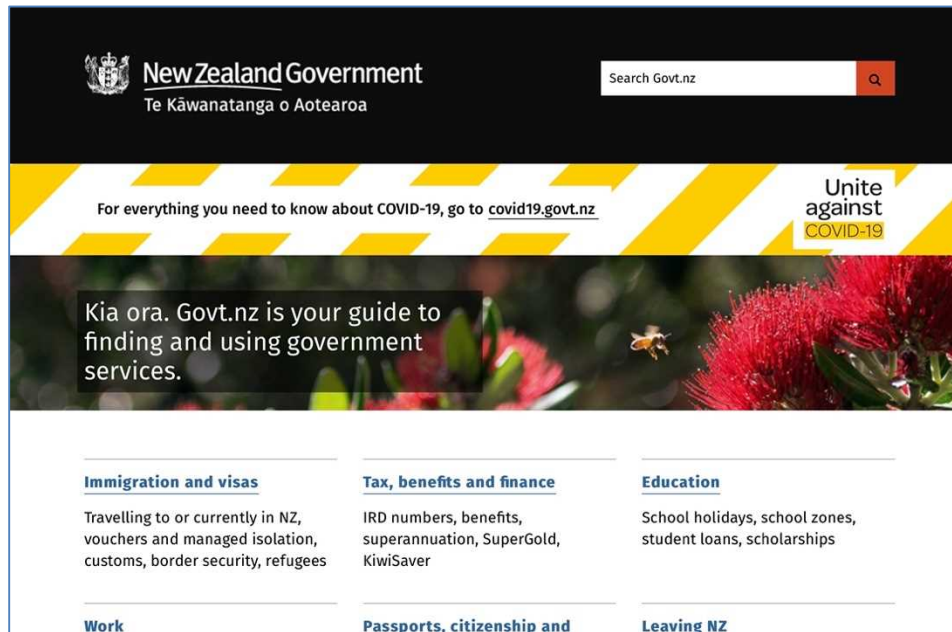 New Zealand Government
Te Kāwanatanga o Aotearoa
Search Govt.nz
For everything you need to know about COVID-19, go to covid19.govt.nz
Unite
against
COVID-19
Kia ora. Govt.nz is your guide to
finding and using government
services.
Immigration and visas
Travelling to or currently in NZ,
vouchers and managed isolation,
customs, border security, refugees
Tax, benefits and finance
IRD numbers, benefits,
superannuation, SuperGold,
KiwiSaver
Education
School holidays, school zones,
student loans, scholarships
Work
Passports, citizenship and
Leaving NZ